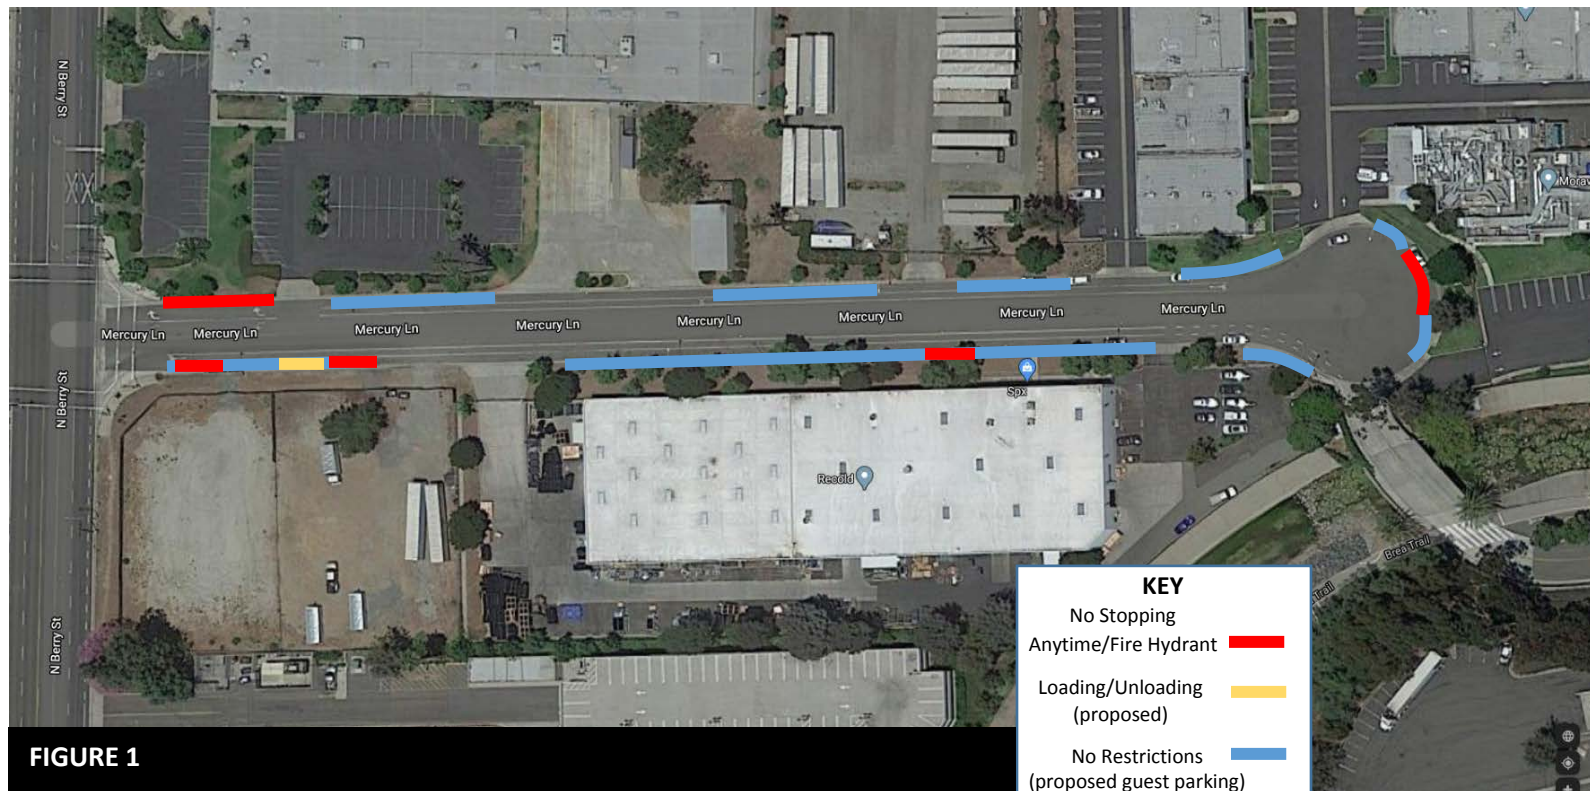 N Berry St
Morav
Mercury Ln
Mercury Ln
Mercury Ln
Mercury Ln
Mercury Ln
Mercury Ln
Mercury Ln
Mercury Ln
N Berry St
Spx
Recold
Brea Trail
Trail
N Berry St
KEY
No Stopping
Anytime/Fire Hydrant
Loading/Unloading
(proposed)
No Restrictions
(proposed guest parking)
FIGURE 1